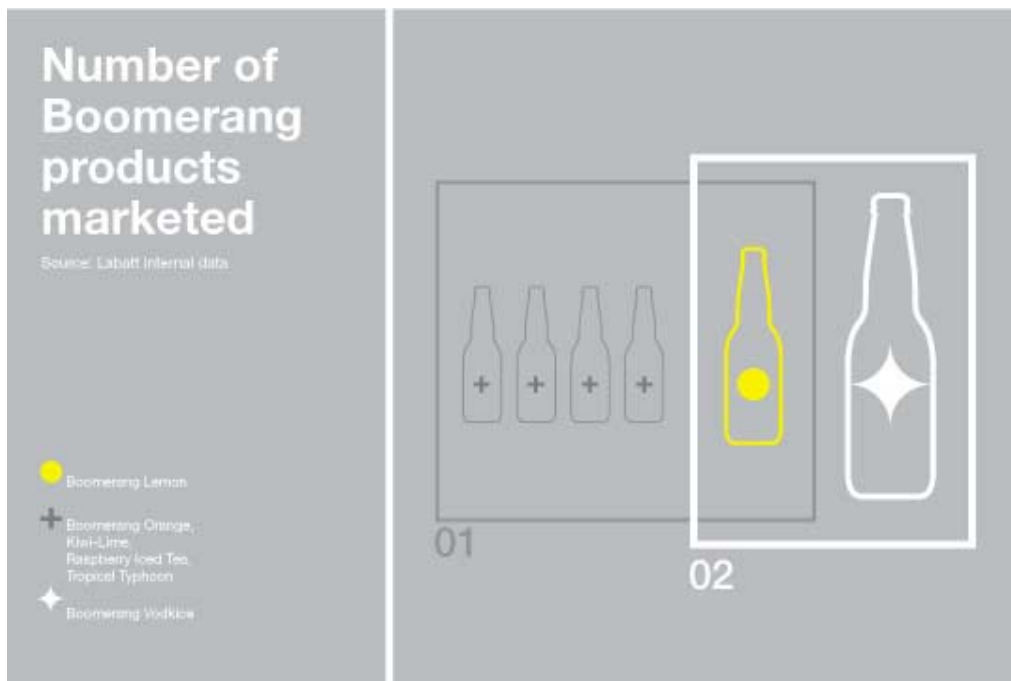 Number of
Boomerang
products
marketed
Source: Labatt internal data
Boomerang Lemon
Boomerang Orange,
Kiwi-Lime,
Raspberry Iced Tea,
Tropical Typhoon
Boomerang Vodkice
01
02